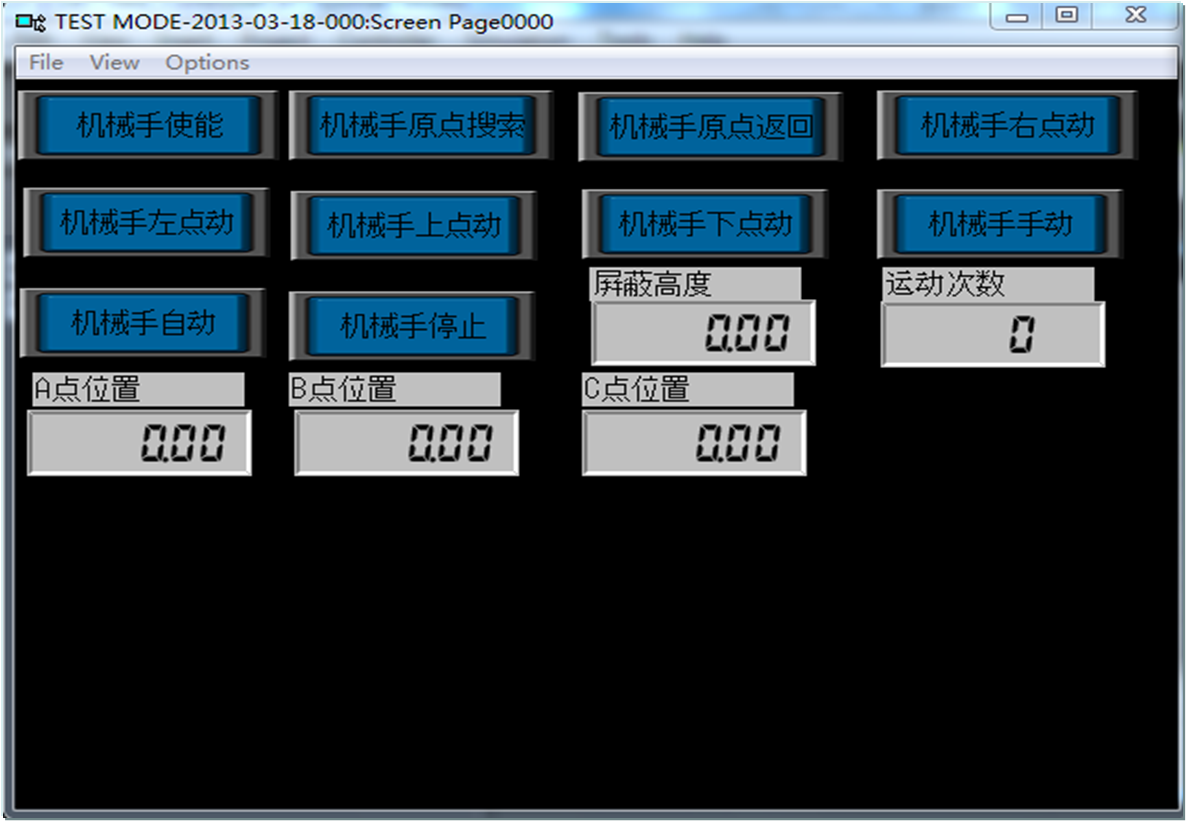 TEST MODE-2013-03-18-000:Screen Page0000
File View Options
机械手使能 机械手原点搜索 机械手原点返回 机械手右点动
机械手左点动 机械手上点动 机械手下点动 机械手手动
屏蔽高度 运动次数
机械手自动 机械手停止 0.00 0
A点位置 B点位置 C点位置
0.00 0.00 0.00